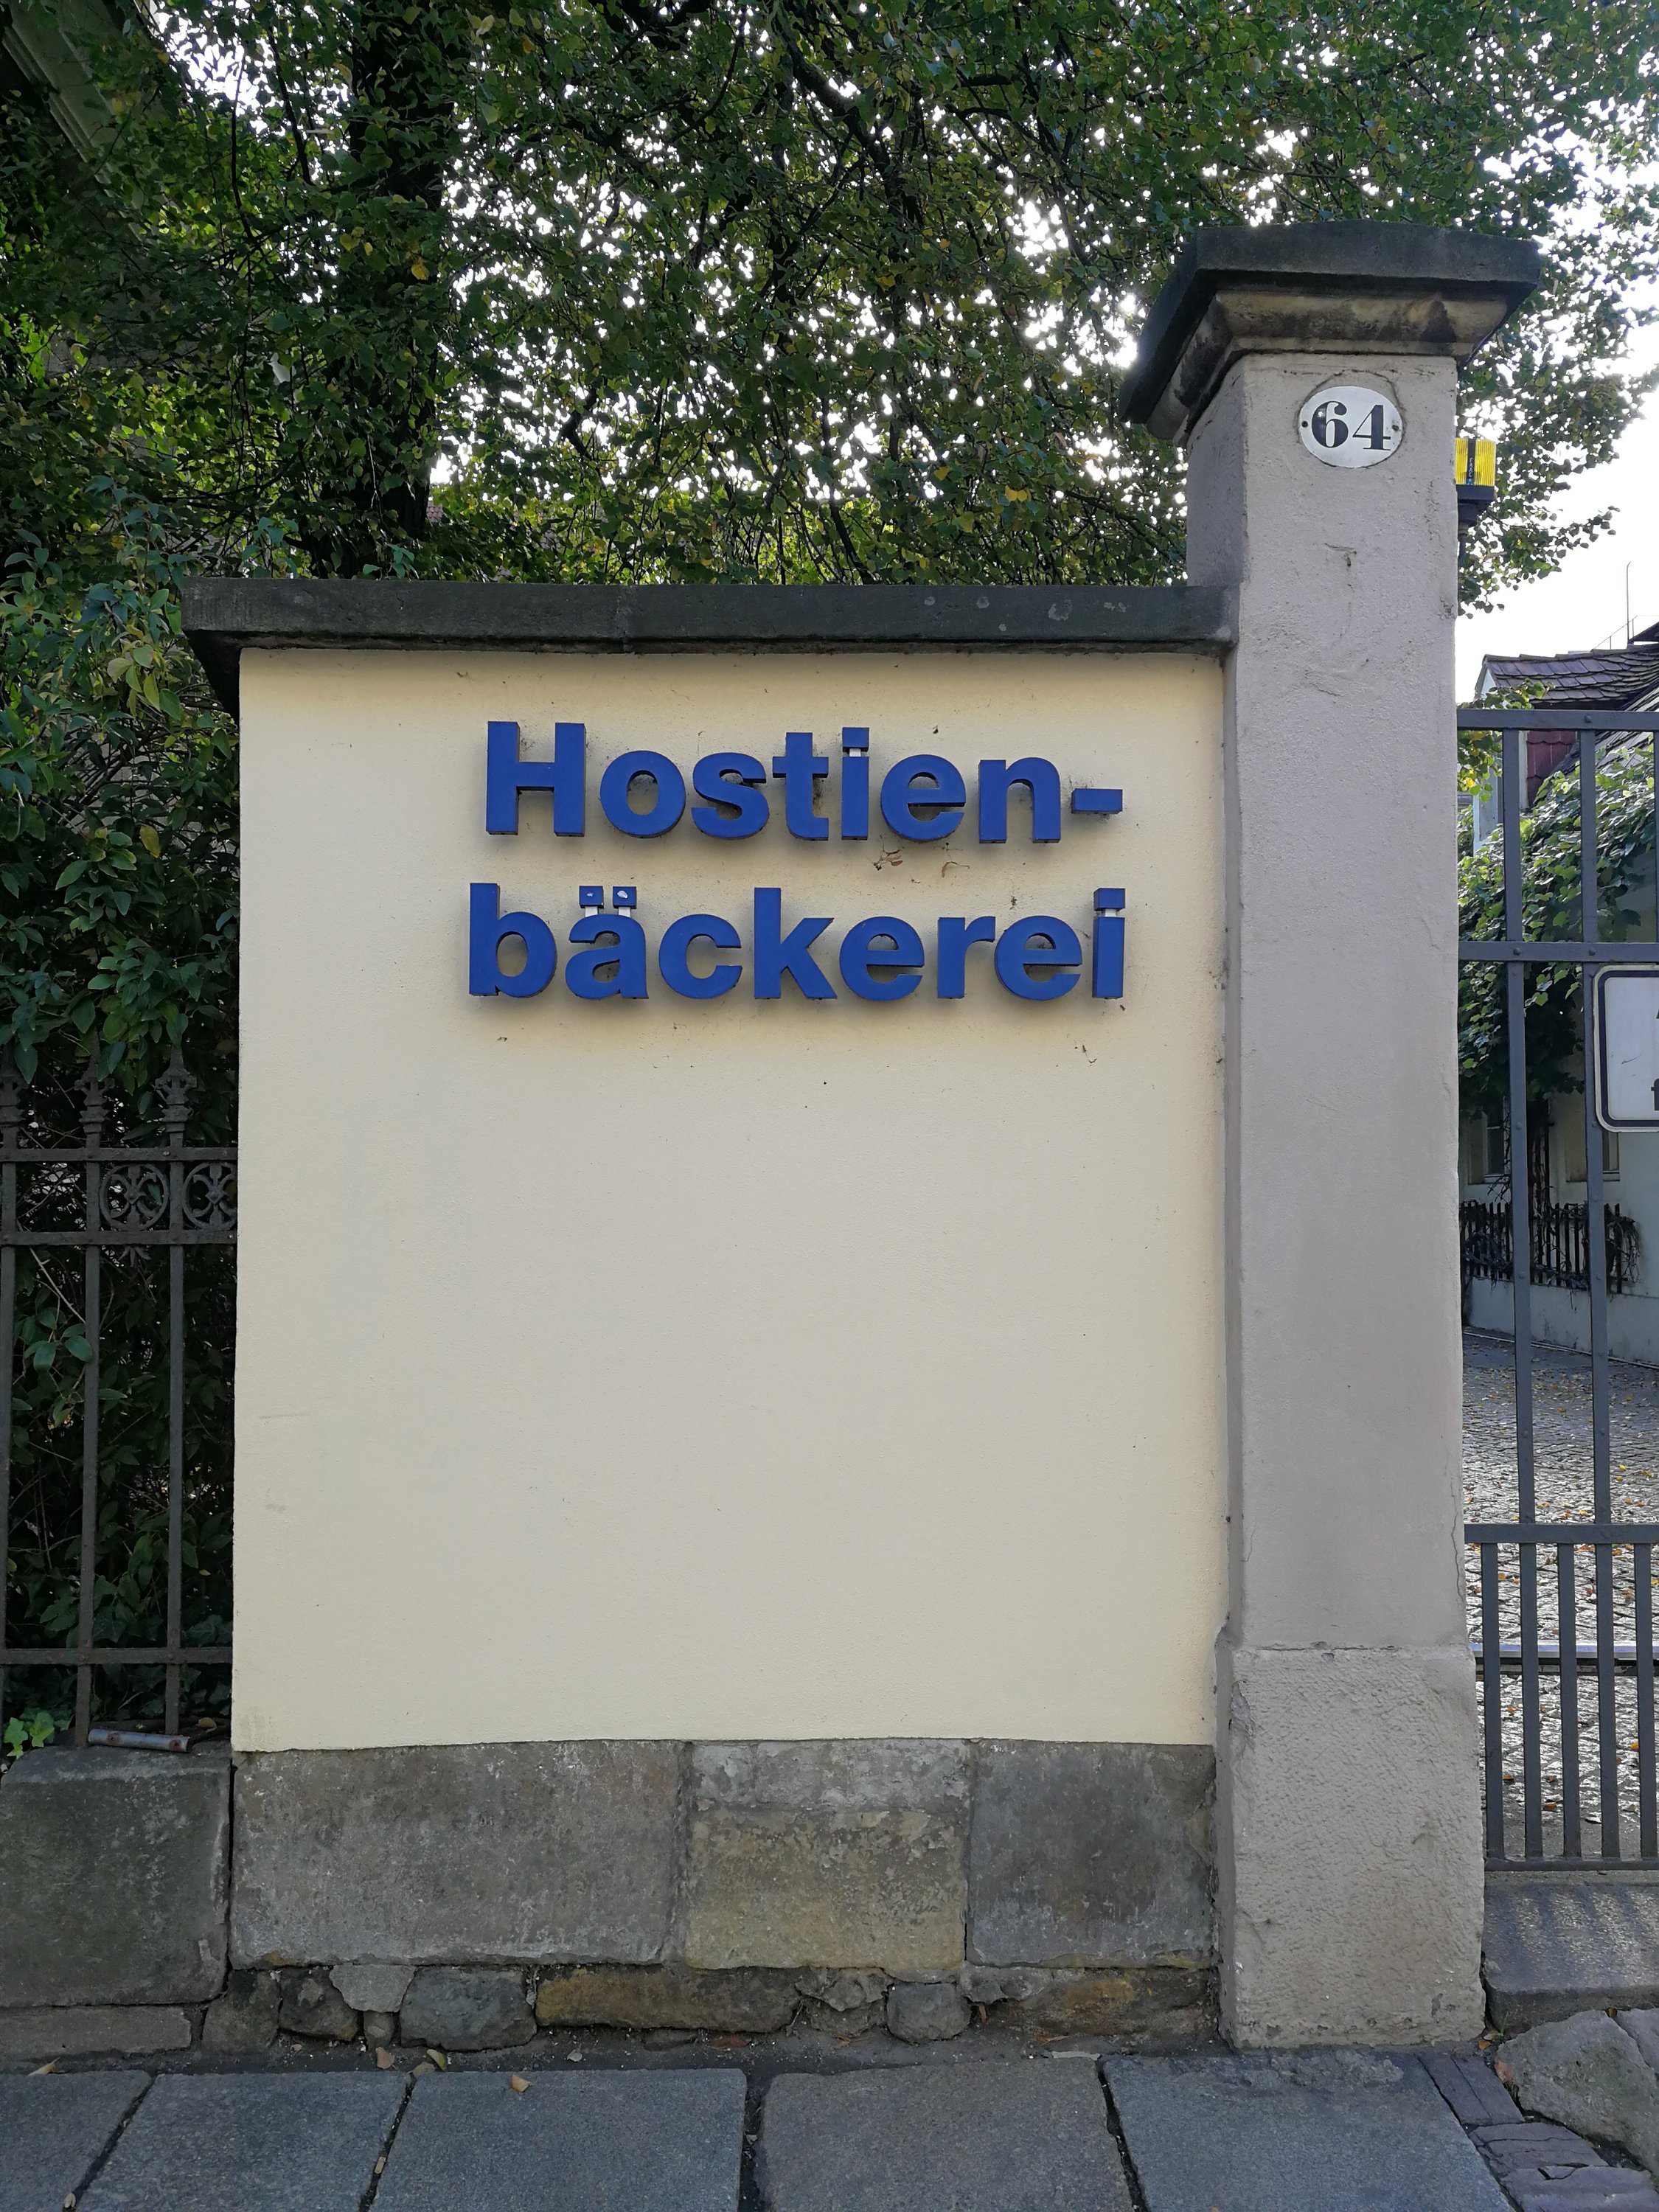 64
Hostien-
bäckerei